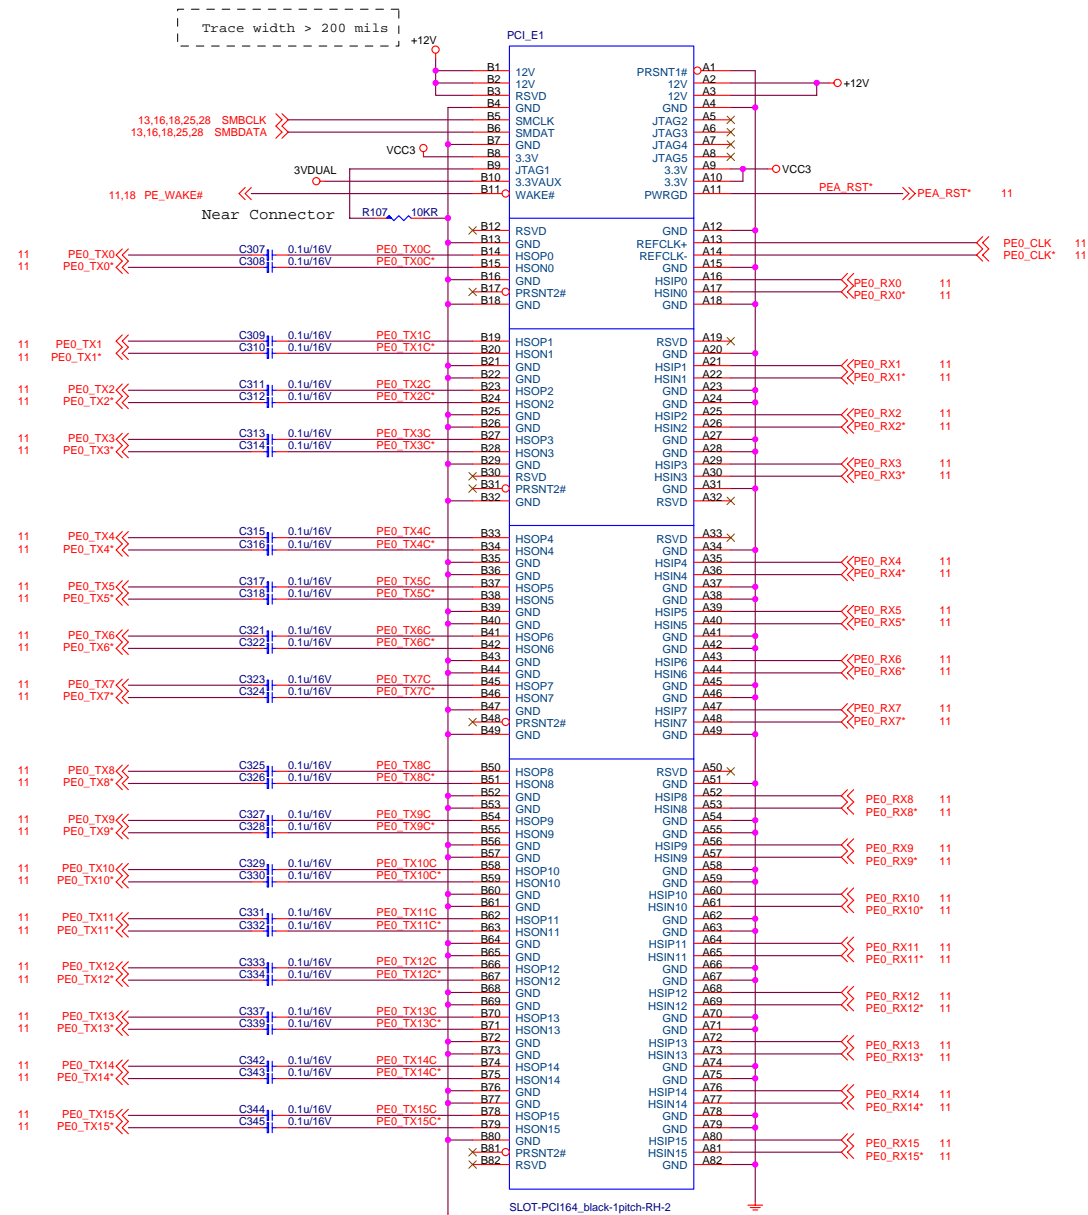 Trace width > 200 mils
+12V
PCI_E1
B1 12V PRSNT1# A1
B2 12V 12V A2 +12V
B3 RSVD 12V A3
B4 GND GND A4
13,16,18,25,28 SMBCLK B5 SMCLK JTAG2 A5
13,16,18,25,28 SMBDATA B6 SMDAT JTAG3 A6
B7 GND JTAG4 A7
VCC3 B8 3.3V JTAG5 A8
B9 JTAG1 3.3V A9 VCC3
3VDUAL B10 3.3VAUX 3.3V A10
11,18 PE_WAKE# B11 WAKE# PWRGD A11 PEA_RST* PEA_RST* 11
Near Connector R107 10KR
B12 RSVD GND A12
B13 GND REFCLK+ A13 PE0_CLK 11
11 PE0_TX0 C307 0.1u/16V PE0_TX0C B14 HSOP0 REFCLK- A14 PE0_CLK* 11
11 PE0_TX0* C308 0.1u/16V PE0_TX0C* B15 HSON0 GND A15
B16 GND HSIP0 A16 PE0_RX0 11
B17 PRSNT2# HSIN0 A17 PE0_RX0* 11
B18 GND GND A18
11 PE0_TX1 C309 0.1u/16V PE0_TX1C B19 HSOP1 RSVD A19
11 PE0_TX1* C310 0.1u/16V PE0_TX1C* B20 HSON1 GND A20
B21 GND HSIP1 A21 PE0_RX1 11
B22 GND HSIN1 A22 PE0_RX1* 11
11 PE0_TX2 C311 0.1u/16V PE0_TX2C B23 HSOP2 GND A23
11 PE0_TX2* C312 0.1u/16V PE0_TX2C* B24 HSON2 GND A24
B25 GND HSIP2 A25 PE0_RX2 11
B26 GND HSIN2 A26 PE0_RX2* 11
11 PE0_TX3 C313 0.1u/16V PE0_TX3C B27 HSOP3 GND A27
11 PE0_TX3* C314 0.1u/16V PE0_TX3C* B28 HSON3 GND A28
B29 GND HSIP3 A29 PE0_RX3 11
B30 RSVD HSIN3 A30 PE0_RX3* 11
B31 PRSNT2# GND A31
B32 GND RSVD A32
11 PE0_TX4 C315 0.1u/16V PE0_TX4C B33 HSOP4 RSVD A33
11 PE0_TX4* C316 0.1u/16V PE0_TX4C* B34 HSON4 GND A34
B35 GND HSIP4 A35 PE0_RX4 11
B36 GND HSIN4 A36 PE0_RX4* 11
11 PE0_TX5 C317 0.1u/16V PE0_TX5C B37 HSOP5 GND A37
11 PE0_TX5* C318 0.1u/16V PE0_TX5C* B38 HSON5 GND A38
B39 GND HSIP5 A39 PE0_RX5 11
B40 GND HSIN5 A40 PE0_RX5* 11
11 PE0_TX6 C321 0.1u/16V PE0_TX6C B41 HSOP6 GND A41
11 PE0_TX6* C322 0.1u/16V PE0_TX6C* B42 HSON6 GND A42
B43 GND HSIP6 A43 PE0_RX6 11
B44 GND HSIN6 A44 PE0_RX6* 11
11 PE0_TX7 C323 0.1u/16V PE0_TX7C B45 HSOP7 GND A45
11 PE0_TX7* C324 0.1u/16V PE0_TX7C* B46 HSON7 GND A46
B47 GND HSIP7 A47 PE0_RX7 11
B48 PRSNT2# HSIN7 A48 PE0_RX7* 11
B49 GND GND A49
11 PE0_TX8 C325 0.1u/16V PE0_TX8C B50 HSOP8 RSVD A50
11 PE0_TX8* C326 0.1u/16V PE0_TX8C* B51 HSON8 GND A51
B52 GND HSIP8 A52 PE0_RX8 11
B53 GND HSIN8 A53 PE0_RX8* 11
11 PE0_TX9 C327 0.1u/16V PE0_TX9C B54 HSOP9 GND A54
11 PE0_TX9* C328 0.1u/16V PE0_TX9C* B55 HSON9 GND A55
B56 GND HSIP9 A56 PE0_RX9 11
B57 GND HSIN9 A57 PE0_RX9* 11
11 PE0_TX10 C329 0.1u/16V PE0_TX10C B58 HSOP10 GND A58
11 PE0_TX10* C330 0.1u/16V PE0_TX10C* B59 HSON10 GND A59
B60 GND HSIP10 A60 PE0_RX10 11
B61 GND HSIN10 A61 PE0_RX10* 11
11 PE0_TX11 C331 0.1u/16V PE0_TX11C B62 HSOP11 GND A62
11 PE0_TX11* C332 0.1u/16V PE0_TX11C* B63 HSON11 GND A63
B64 GND HSIP11 A64 PE0_RX11 11
B65 GND HSIN11 A65 PE0_RX11* 11
11 PE0_TX12 C333 0.1u/16V PE0_TX12C B66 HSOP12 GND A66
11 PE0_TX12* C334 0.1u/16V PE0_TX12C* B67 HSON12 GND A67
B68 GND HSIP12 A68 PE0_RX12 11
B69 GND HSIN12 A69 PE0_RX12* 11
11 PE0_TX13 C337 0.1u/16V PE0_TX13C B70 HSOP13 GND A70
11 PE0_TX13* C339 0.1u/16V PE0_TX13C* B71 HSON13 GND A71
B72 GND HSIP13 A72 PE0_RX13 11
B73 GND HSIN13 A73 PE0_RX13* 11
11 PE0_TX14 C342 0.1u/16V PE0_TX14C B74 HSOP14 GND A74
11 PE0_TX14* C343 0.1u/16V PE0_TX14C* B75 HSON14 GND A75
B76 GND HSIP14 A76 PE0_RX14 11
B77 GND HSIN14 A77 PE0_RX14* 11
11 PE0_TX15 C344 0.1u/16V PE0_TX15C B78 HSOP15 GND A78
11 PE0_TX15* C345 0.1u/16V PE0_TX15C* B79 HSON15 GND A79
B80 GND HSIP15 A80 PE0_RX15 11
B81 PRSNT2# HSIN15 A81 PE0_RX15* 11
B82 RSVD GND A82
SLOT-PCI164_black-1pitch-RH-2